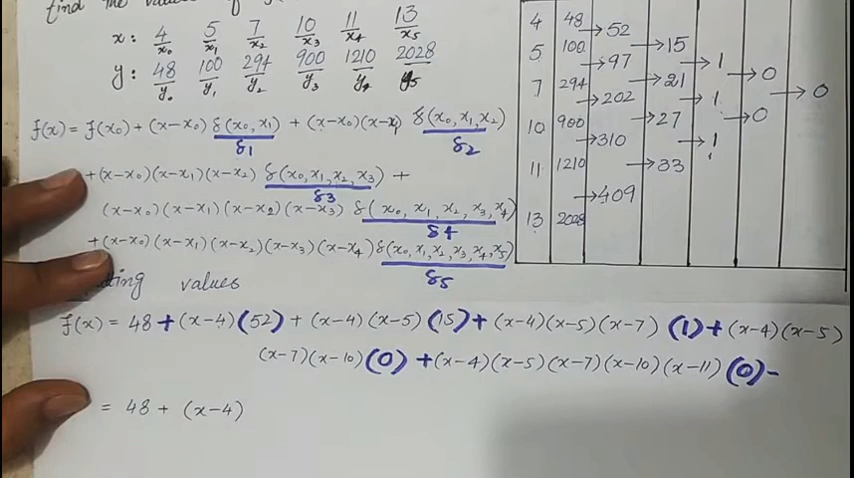 find the values of f
x: 4 5 7 10 11 13
x₀ x₁ x₂ x₃ x₄ x₅
y: 48 100 294 900 1210 2028
y₀ y₁ y₂ y₃ y₄ y₅
f(x) = f(x₀) + (x-x₀) δ(x₀, x₁) + (x-x₀)(x-x₁) δ(x₀,x₁,x₂)
δ1 δ2
+(x-x₀)(x-x₁)(x-x₂) δ(x₀, x₁, x₂, x₃) +
δ3
(x-x₀)(x-x₁)(x-x₂)(x-x₃) δ(x₀, x₁, x₂, x₃, x₄)
δ4
+(x-x₀)(x-x₁)(x-x₂)(x-x₃)(x-x₄) δ(x₀,x₁,x₂,x₃,x₄,x₅)
δ5
values
f(x) = 48 + (x-4) (52) + (x-4)(x-5) (15) + (x-4)(x-5)(x-7) (1) + (x-4)(x-5)
(x-7)(x-10) (0) + (x-4)(x-5)(x-7)(x-10)(x-11) (0) -
= 48 + (x-4)
4 48
→52
5 100 →15
→97 →1
7 294 →21 →0
→202 →1 →0
10 900 →27 →0
→310 →1
11 1210 →33
→409
13 2028